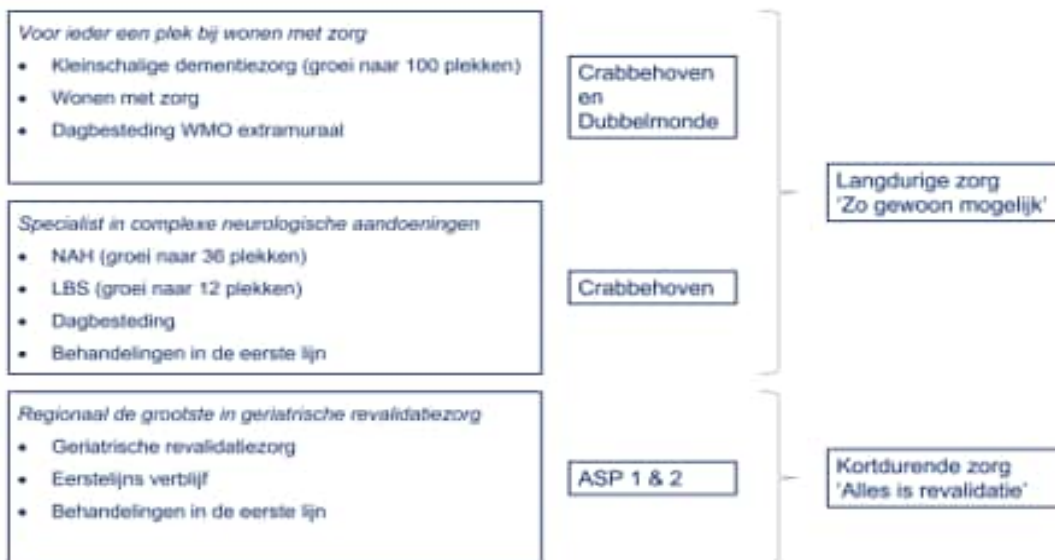 Voor ieder een plek bij wonen met zorg
• Kleinschalige dementiezorg (groei naar 100 plekken)
• Wonen met zorg
• Dagbesteding WMO extramuraal
Crabbehoven
en
Dubbelmonde
Langdurige zorg
'Zo gewoon mogelijk'
Specialist in complexe neurologische aandoeningen
• NAH (groei naar 36 plekken)
• LBS (groei naar 12 plekken)
• Dagbesteding
• Behandelingen in de eerste lijn
Crabbehoven
Regionaal de grootste in geriatrische revalidatiezorg
• Geriatrische revalidatiezorg
• Eerstelijns verblijf
• Behandelingen in de eerste lijn
ASP 1 & 2
Kortdurende zorg
'Alles is revalidatie'